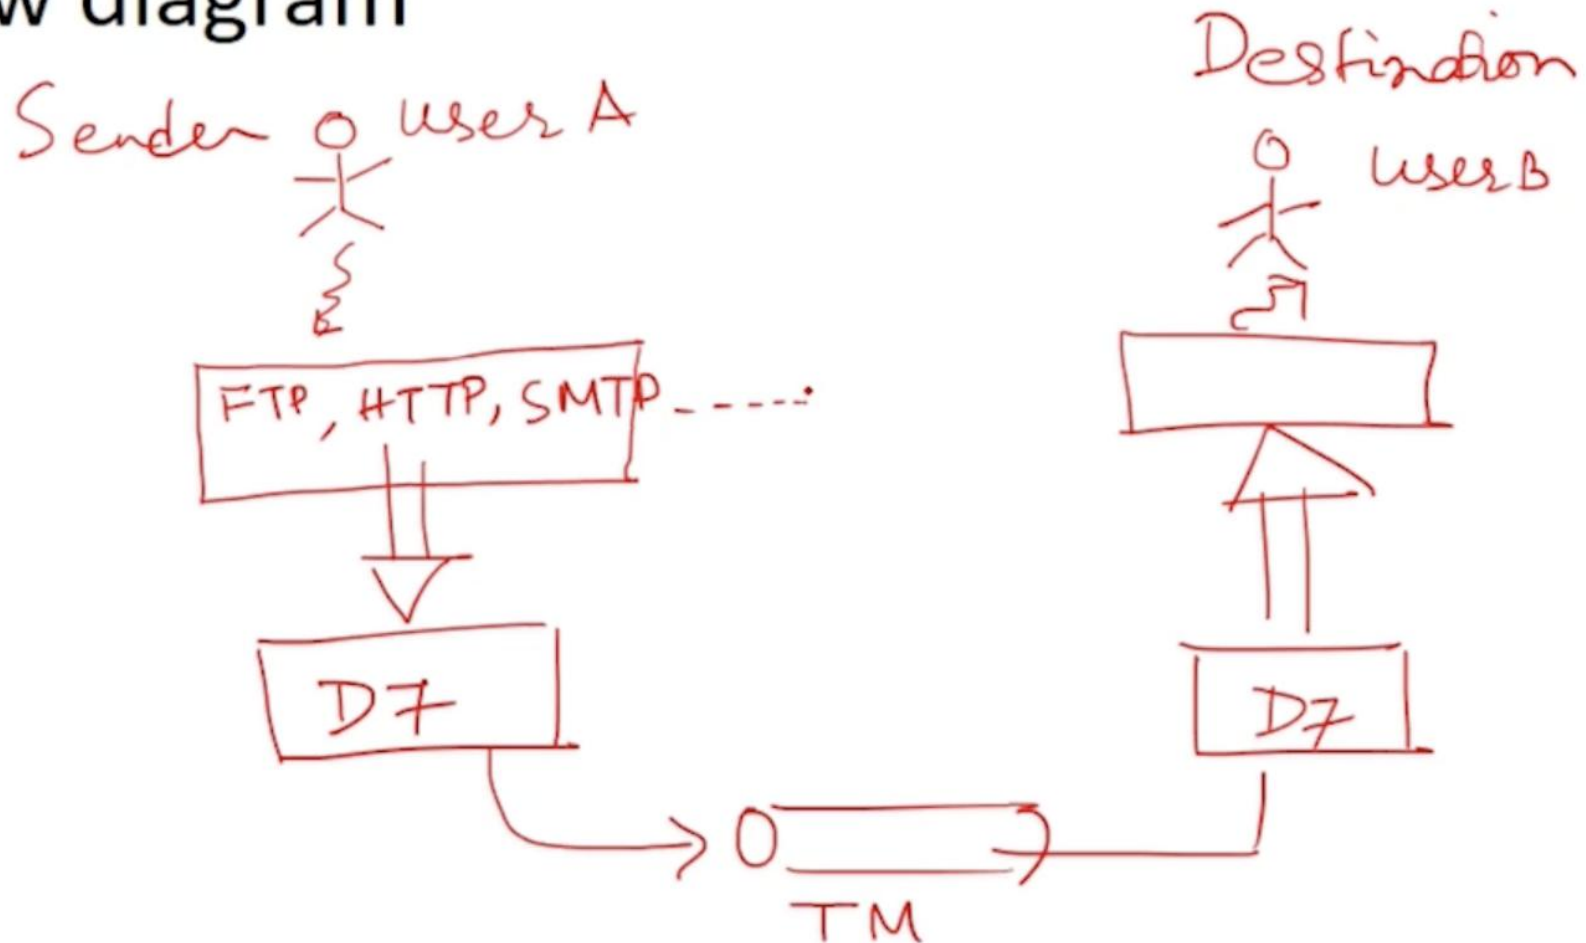 w diagram
Destination
Sender user A
user B
FTP, HTTP, SMTP------
D7
D7
TM